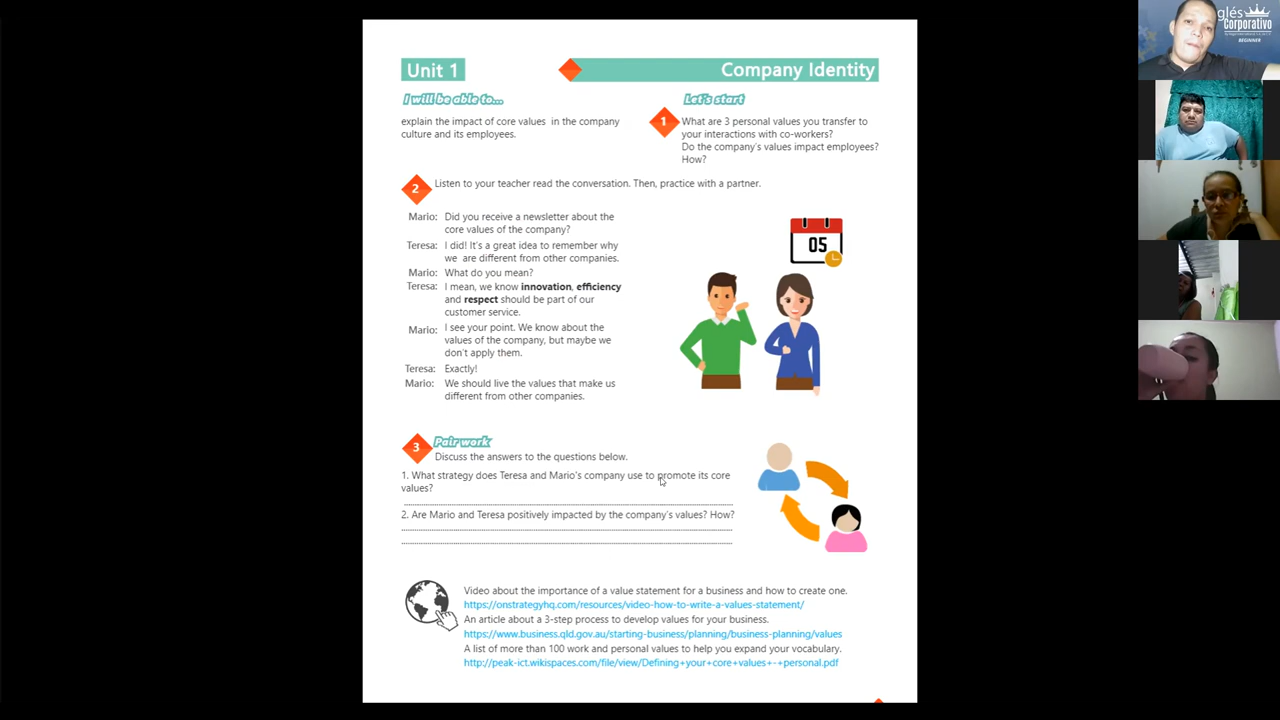 Unit 1
Company Identity
I will be able to...
explain the impact of core values in the company
culture and its employees.
Let's start
1
What are 3 personal values you transfer to
your interactions with co-workers?
Do the company's values impact employees?
How?
2
Listen to your teacher read the conversation. Then, practice with a partner.
Mario: Did you receive a newsletter about the
core values of the company?
Teresa: I did! It's a great idea to remember why
we are different from other companies.
Mario: What do you mean?
Teresa: I mean, we know innovation, efficiency
and respect should be part of our
customer service.
Mario: I see your point. We know about the
values of the company, but maybe we
don't apply them.
Teresa: Exactly!
Mario: We should live the values that make us
different from other companies.
05
3
Pair work
Discuss the answers to the questions below.
1. What strategy does Teresa and Mario's company use to promote its core
values?
2. Are Mario and Teresa positively impacted by the company's values? How?
Video about the importance of a value statement for a business and how to create one.
https://onstrategyhq.com/resources/video-how-to-write-a-values-statement/
An article about a 3-step process to develop values for your business.
https://www.business.qld.gov.au/starting-business/planning/business-planning/values
A list of more than 100 work and personal values to help you expand your vocabulary.
http://peak-ict.wikispaces.com/file/view/Defining+your+core+values+-+personal.pdf
glés
Corporativo
BEGINNER